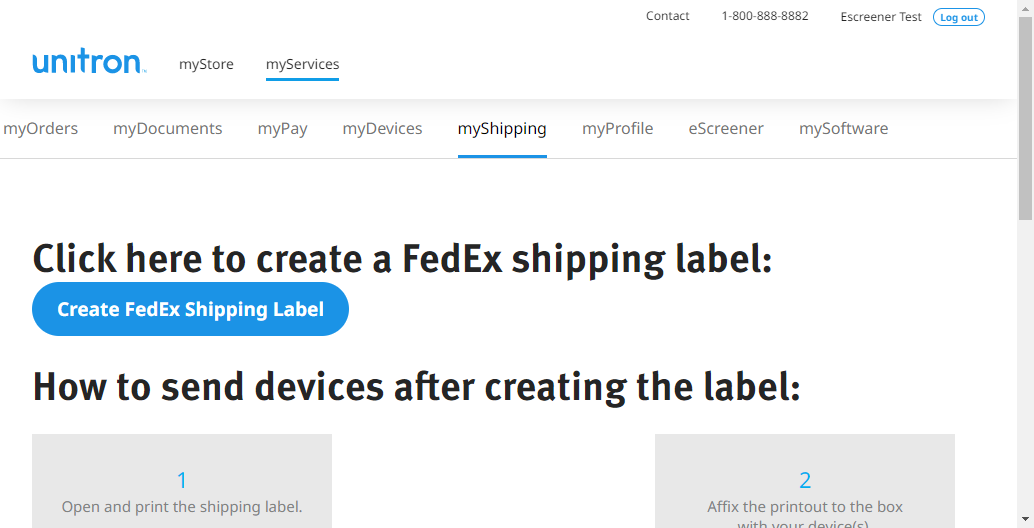 Contact 1-800-888-8882 Escreener Test Log out
unitron™ myStore myServices
myOrders myDocuments myPay myDevices myShipping myProfile eScreener mySoftware
Click here to create a FedEx shipping label:
Create FedEx Shipping Label
How to send devices after creating the label:
1
Open and print the shipping label.
2
Affix the printout to the box
with your device(s)